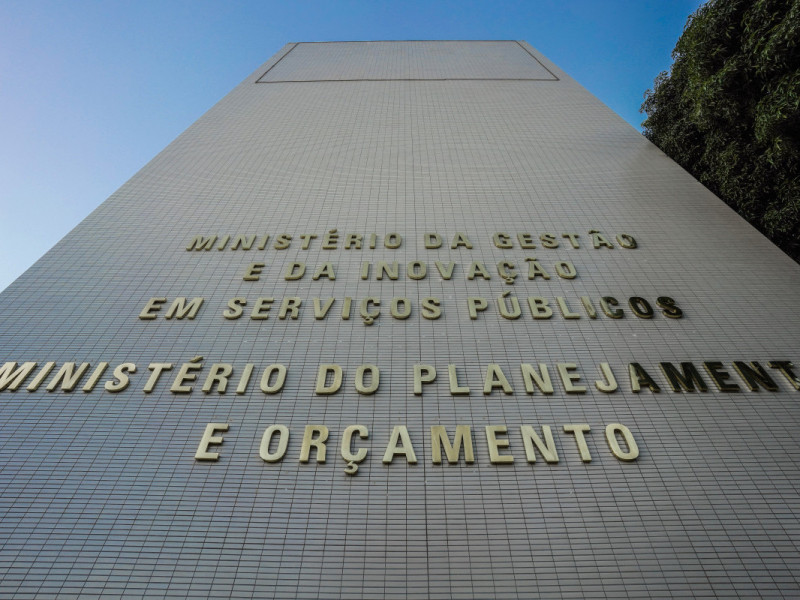 MINISTÉRIO DA GESTÃO
E DA INOVAÇÃO
EM SERVIÇOS PÚBLICOS
MINISTÉRIO DO PLANEJAMENT
E ORÇAMENTO